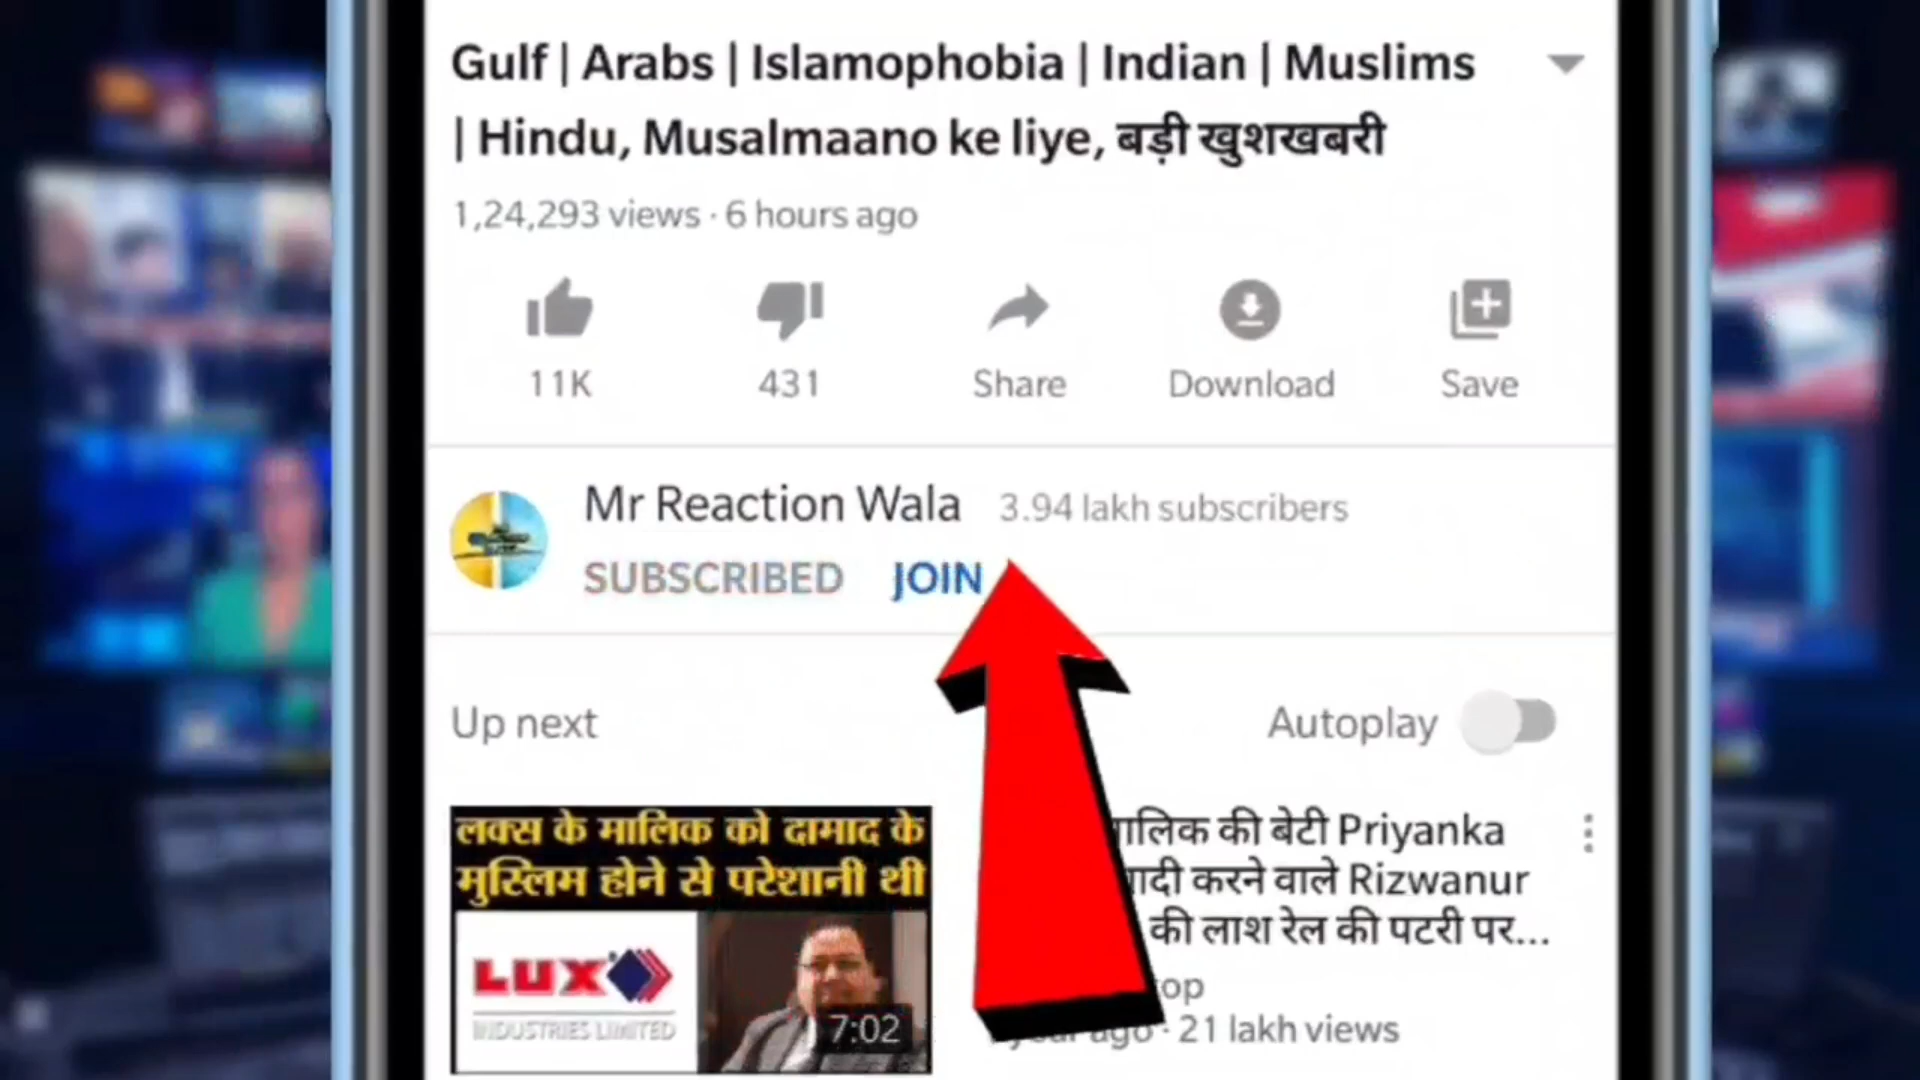 Gulf | Arabs | Islamophobia | Indian | Muslims
| Hindu, Musalmaano ke liye, बड़ी खुशखबरी
1,24,293 views · 6 hours ago
11K
431
Share
Download
Save
Mr Reaction Wala 3.94 lakh subscribers
SUBSCRIBED JOIN
Up next
Autoplay
लक्स के मालिक को दामाद के
मुस्लिम होने से परेशानी थी
LUX
INDUSTRIES LIMITED
7:02
की बेटी Priyanka
करने वाले Rizwanur
की लाश रेल की पटरी पर...
ago · 21 lakh views